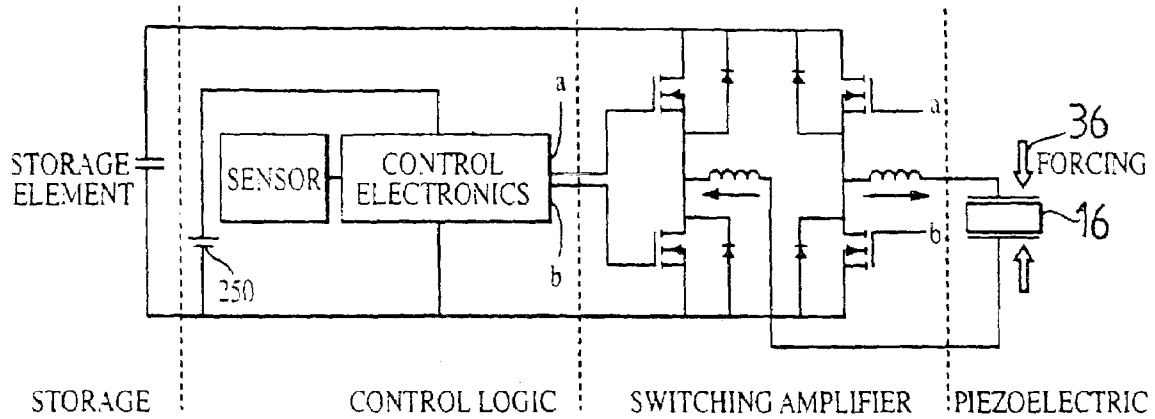 a
a
36
STORAGE ELEMENT
SENSOR
CONTROL ELECTRONICS
FORCING
16
b
b
250
STORAGE
CONTROL LOGIC
SWITCHING AMPLIFIER
PIEZOELECTRIC